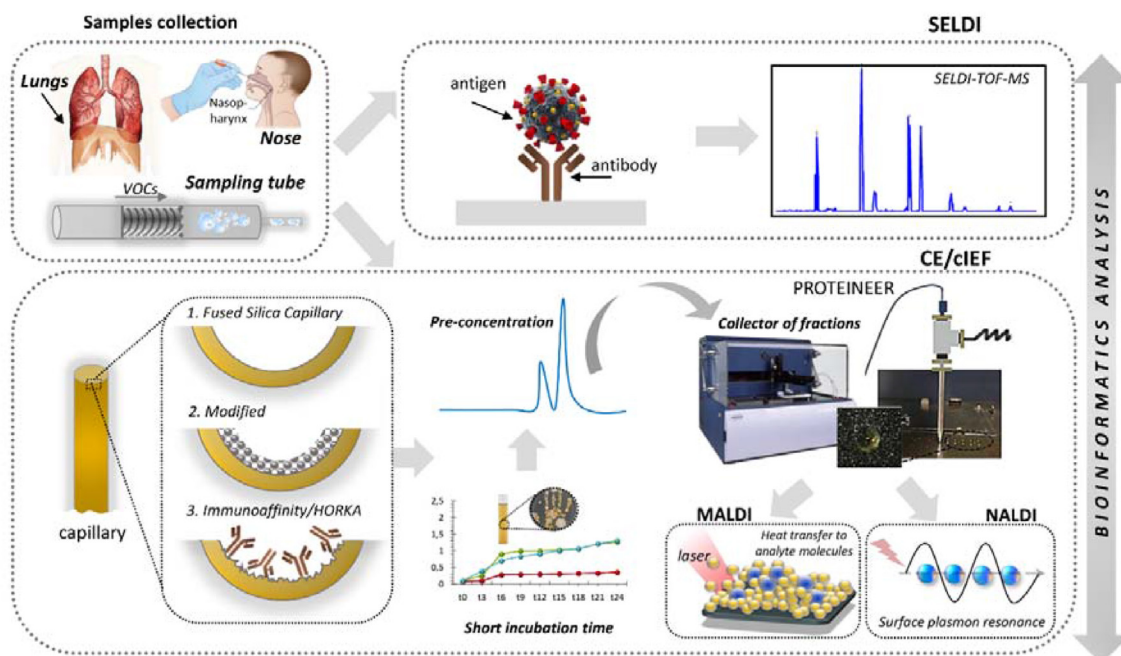 Samples collection
Lungs
Nasop-
harynx
Nose
VOCs
Sampling tube
SELDI
antigen
antibody
SELDI-TOF-MS
CE/cIEF
1. Fused Silica Capillary
2. Modified
3. Immunoaffinity/HORKA
capillary
Pre-concentration
2,5
2
1,5
1
0,5
0
t0 t3 t6 t9 t12 t15 t18 t21 t24
Short incubation time
PROTEINEER
Collector of fractions
MALDI
laser
Heat transfer to
analyte molecules
NALDI
Surface plasmon resonance
BIOINFORMATICS ANALYSIS